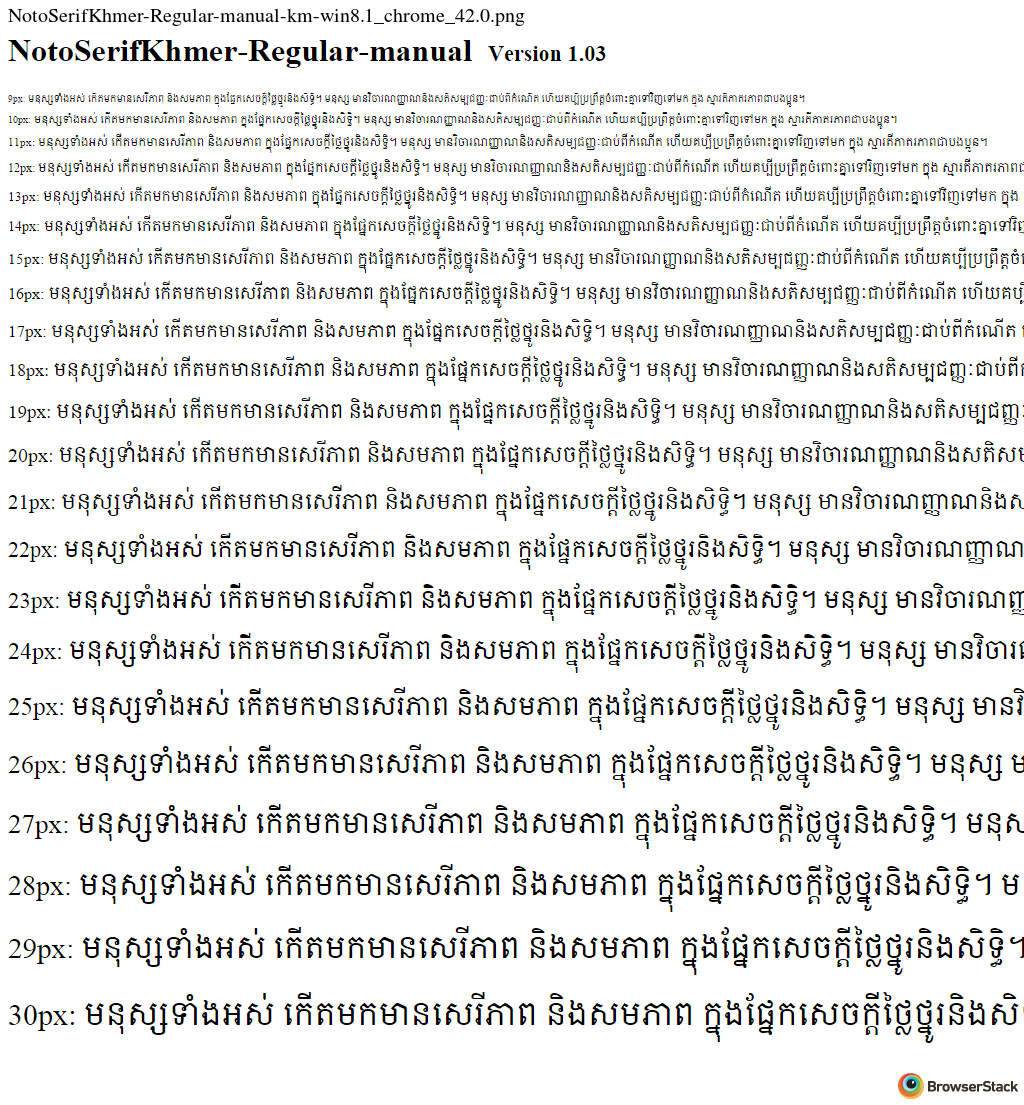 NotoSerifKhmer-Regular-manual-km-win8.1_chrome_42.0.png
NotoSerifKhmer-Regular-manual Version 1.03
9px: មនុស្សទាំងអស់ កើតមកមានសេរីភាព និងសមភាព ក្នុងផ្នែកសេចក្ដីថ្លៃថ្នូរនិងសិទ្ធិ។ មនុស្ស មានវិចារណញ្ញាណនិងសតិសម្បជញ្ញៈជាប់ពីកំណើត ហើយគប្បីប្រព្រឹត្ដចំពោះគ្នាទៅវិញទៅមក ក្នុង ស្មារតីភាតរភាពជាបងប្អូន។
10px: មនុស្សទាំងអស់ កើតមកមានសេរីភាព និងសមភាព ក្នុងផ្នែកសេចក្ដីថ្លៃថ្នូរនិងសិទ្ធិ។ មនុស្ស មានវិចារណញ្ញាណនិងសតិសម្បជញ្ញៈជាប់ពីកំណើត ហើយគប្បីប្រព្រឹត្ដចំពោះគ្នាទៅវិញទៅមក ក្នុង ស្មារតីភាតរភាពជាបងប្អូន។
11px: មនុស្សទាំងអស់ កើតមកមានសេរីភាព និងសមភាព ក្នុងផ្នែកសេចក្ដីថ្លៃថ្នូរនិងសិទ្ធិ។ មនុស្ស មានវិចារណញ្ញាណនិងសតិសម្បជញ្ញៈជាប់ពីកំណើត ហើយគប្បីប្រព្រឹត្ដចំពោះគ្នាទៅវិញទៅមក ក្នុង ស្មារតីភាតរភាពជាបងប្អូន។
12px: មនុស្សទាំងអស់ កើតមកមានសេរីភាព និងសមភាព ក្នុងផ្នែកសេចក្ដីថ្លៃថ្នូរនិងសិទ្ធិ។ មនុស្ស មានវិចារណញ្ញាណនិងសតិសម្បជញ្ញៈជាប់ពីកំណើត ហើយគប្បីប្រព្រឹត្ដចំពោះគ្នាទៅវិញទៅមក ក្នុង ស្មារតីភាតរភាពជ
13px: មនុស្សទាំងអស់ កើតមកមានសេរីភាព និងសមភាព ក្នុងផ្នែកសេចក្ដីថ្លៃថ្នូរនិងសិទ្ធិ។ មនុស្ស មានវិចារណញ្ញាណនិងសតិសម្បជញ្ញៈជាប់ពីកំណើត ហើយគប្បីប្រព្រឹត្ដចំពោះគ្នាទៅវិញទៅមក ក្នុង
14px: មនុស្សទាំងអស់ កើតមកមានសេរីភាព និងសមភាព ក្នុងផ្នែកសេចក្ដីថ្លៃថ្នូរនិងសិទ្ធិ។ មនុស្ស មានវិចារណញ្ញាណនិងសតិសម្បជញ្ញៈជាប់ពីកំណើត ហើយគប្បីប្រព្រឹត្ដចំពោះគ្នាទៅវិញ
15px: មនុស្សទាំងអស់ កើតមកមានសេរីភាព និងសមភាព ក្នុងផ្នែកសេចក្ដីថ្លៃថ្នូរនិងសិទ្ធិ។ មនុស្ស មានវិចារណញ្ញាណនិងសតិសម្បជញ្ញៈជាប់ពីកំណើត ហើយគប្បីប្រព្រឹត្ដចំ
16px: មនុស្សទាំងអស់ កើតមកមានសេរីភាព និងសមភាព ក្នុងផ្នែកសេចក្ដីថ្លៃថ្នូរនិងសិទ្ធិ។ មនុស្ស មានវិចារណញ្ញាណនិងសតិសម្បជញ្ញៈជាប់ពីកំណើត ហើយគប្បី
17px: មនុស្សទាំងអស់ កើតមកមានសេរីភាព និងសមភាព ក្នុងផ្នែកសេចក្ដីថ្លៃថ្នូរនិងសិទ្ធិ។ មនុស្ស មានវិចារណញ្ញាណនិងសតិសម្បជញ្ញៈជាប់ពីកំណើត
18px: មនុស្សទាំងអស់ កើតមកមានសេរីភាព និងសមភាព ក្នុងផ្នែកសេចក្ដីថ្លៃថ្នូរនិងសិទ្ធិ។ មនុស្ស មានវិចារណញ្ញាណនិងសតិសម្បជញ្ញៈជាប់ពីក
19px: មនុស្សទាំងអស់ កើតមកមានសេរីភាព និងសមភាព ក្នុងផ្នែកសេចក្ដីថ្លៃថ្នូរនិងសិទ្ធិ។ មនុស្ស មានវិចារណញ្ញាណនិងសតិសម្បជញ្ញៈ
20px: មនុស្សទាំងអស់ កើតមកមានសេរីភាព និងសមភាព ក្នុងផ្នែកសេចក្ដីថ្លៃថ្នូរនិងសិទ្ធិ។ មនុស្ស មានវិចារណញ្ញាណនិងសតិសម
21px: មនុស្សទាំងអស់ កើតមកមានសេរីភាព និងសមភាព ក្នុងផ្នែកសេចក្ដីថ្លៃថ្នូរនិងសិទ្ធិ។ មនុស្ស មានវិចារណញ្ញាណនិងស
22px: មនុស្សទាំងអស់ កើតមកមានសេរីភាព និងសមភាព ក្នុងផ្នែកសេចក្ដីថ្លៃថ្នូរនិងសិទ្ធិ។ មនុស្ស មានវិចារណញ្ញាណ
23px: មនុស្សទាំងអស់ កើតមកមានសេរីភាព និងសមភាព ក្នុងផ្នែកសេចក្ដីថ្លៃថ្នូរនិងសិទ្ធិ។ មនុស្ស មានវិចារណញ្ញ
24px: មនុស្សទាំងអស់ កើតមកមានសេរីភាព និងសមភាព ក្នុងផ្នែកសេចក្ដីថ្លៃថ្នូរនិងសិទ្ធិ។ មនុស្ស មានវិចារ
25px: មនុស្សទាំងអស់ កើតមកមានសេរីភាព និងសមភាព ក្នុងផ្នែកសេចក្ដីថ្លៃថ្នូរនិងសិទ្ធិ។ មនុស្ស មានវិ
26px: មនុស្សទាំងអស់ កើតមកមានសេរីភាព និងសមភាព ក្នុងផ្នែកសេចក្ដីថ្លៃថ្នូរនិងសិទ្ធិ។ មនុស្ស ម
27px: មនុស្សទាំងអស់ កើតមកមានសេរីភាព និងសមភាព ក្នុងផ្នែកសេចក្ដីថ្លៃថ្នូរនិងសិទ្ធិ។ មនុស
28px: មនុស្សទាំងអស់ កើតមកមានសេរីភាព និងសមភាព ក្នុងផ្នែកសេចក្ដីថ្លៃថ្នូរនិងសិទ្ធិ។ ម
29px: មនុស្សទាំងអស់ កើតមកមានសេរីភាព និងសមភាព ក្នុងផ្នែកសេចក្ដីថ្លៃថ្នូរនិងសិទ្ធិ។
30px: មនុស្សទាំងអស់ កើតមកមានសេរីភាព និងសមភាព ក្នុងផ្នែកសេចក្ដីថ្លៃថ្នូរនិងសិ
BrowserStack